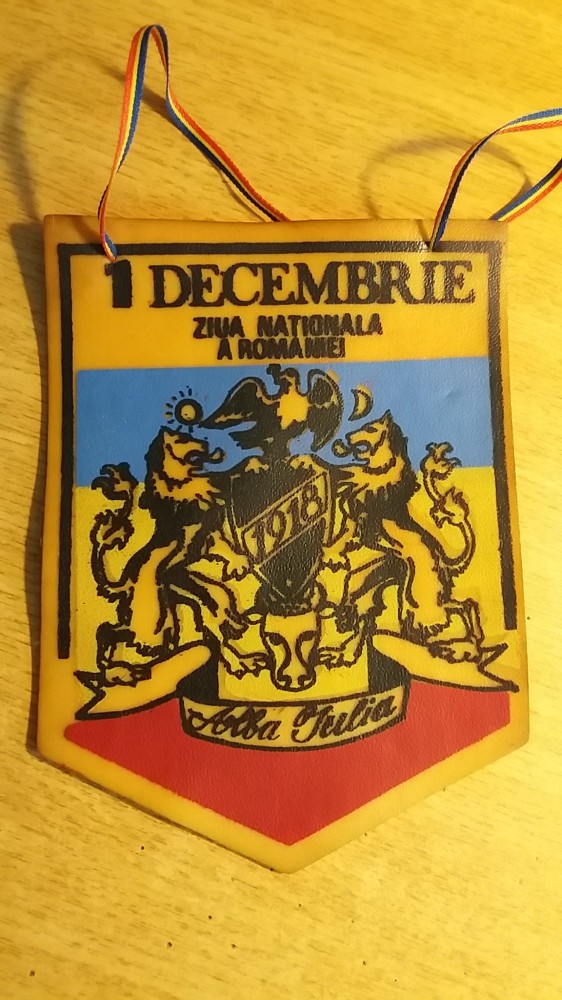 1 DECEMBRIE
ZIUA NATIONALA
A ROMANIEI
1918
Alba Iulia